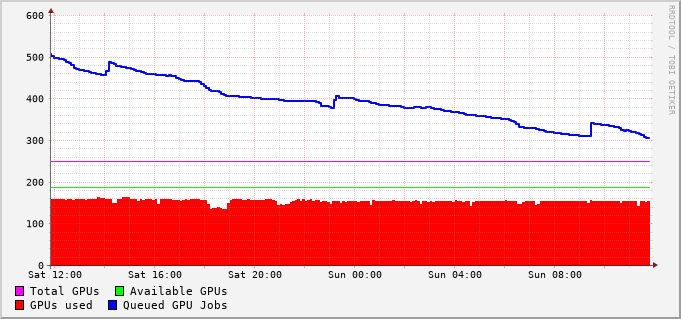 RRDTOOL / TOBI OETIKER
600
500
400
300
200
100
0
Sat 12:00 Sat 16:00 Sat 20:00 Sun 00:00 Sun 04:00 Sun 08:00
Total GPUs Available GPUs
GPUs used Queued GPU Jobs